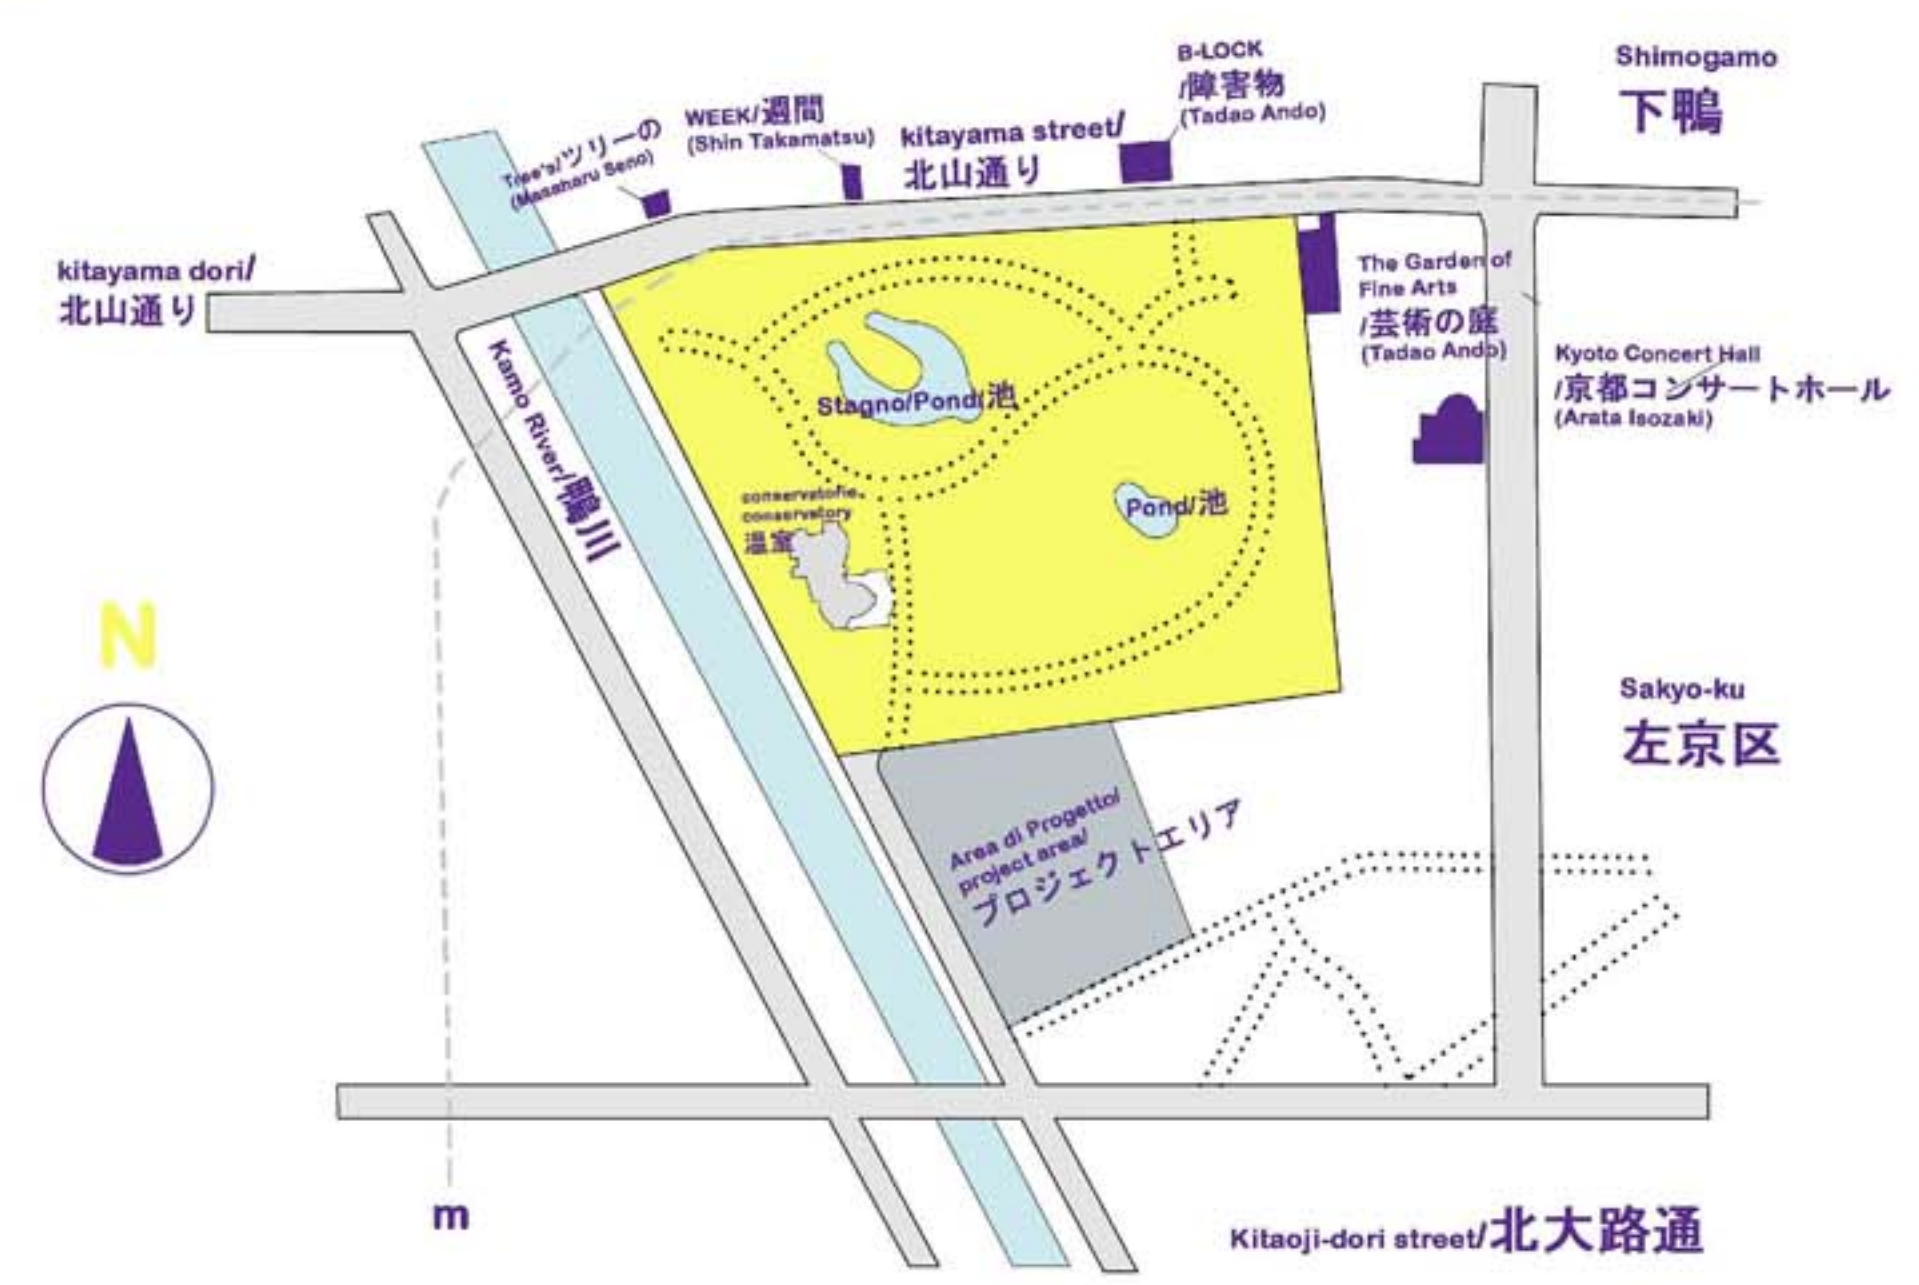 B-LOCK
/障害物
(Tadao Ando)
Shimogamo
下鴨
Tree's/ツリーの
(Masaharu Seno)
WEEK/週間
(Shin Takamatsu)
kitayama street/
北山通り
kitayama dori/
北山通り
The Garden of
Fine Arts
/芸術の庭
(Tadao Ando)
Kyoto Concert Hall
/京都コンサートホール
(Arata Isozaki)
Kamo River/鴨川
Stagno/Pond/池
conservatory
温室
Pond/池
N
Sakyo-ku
左京区
Area di Progetto/
project area/
プロジェクトエリア
m
Kitaoji-dori street/北大路通